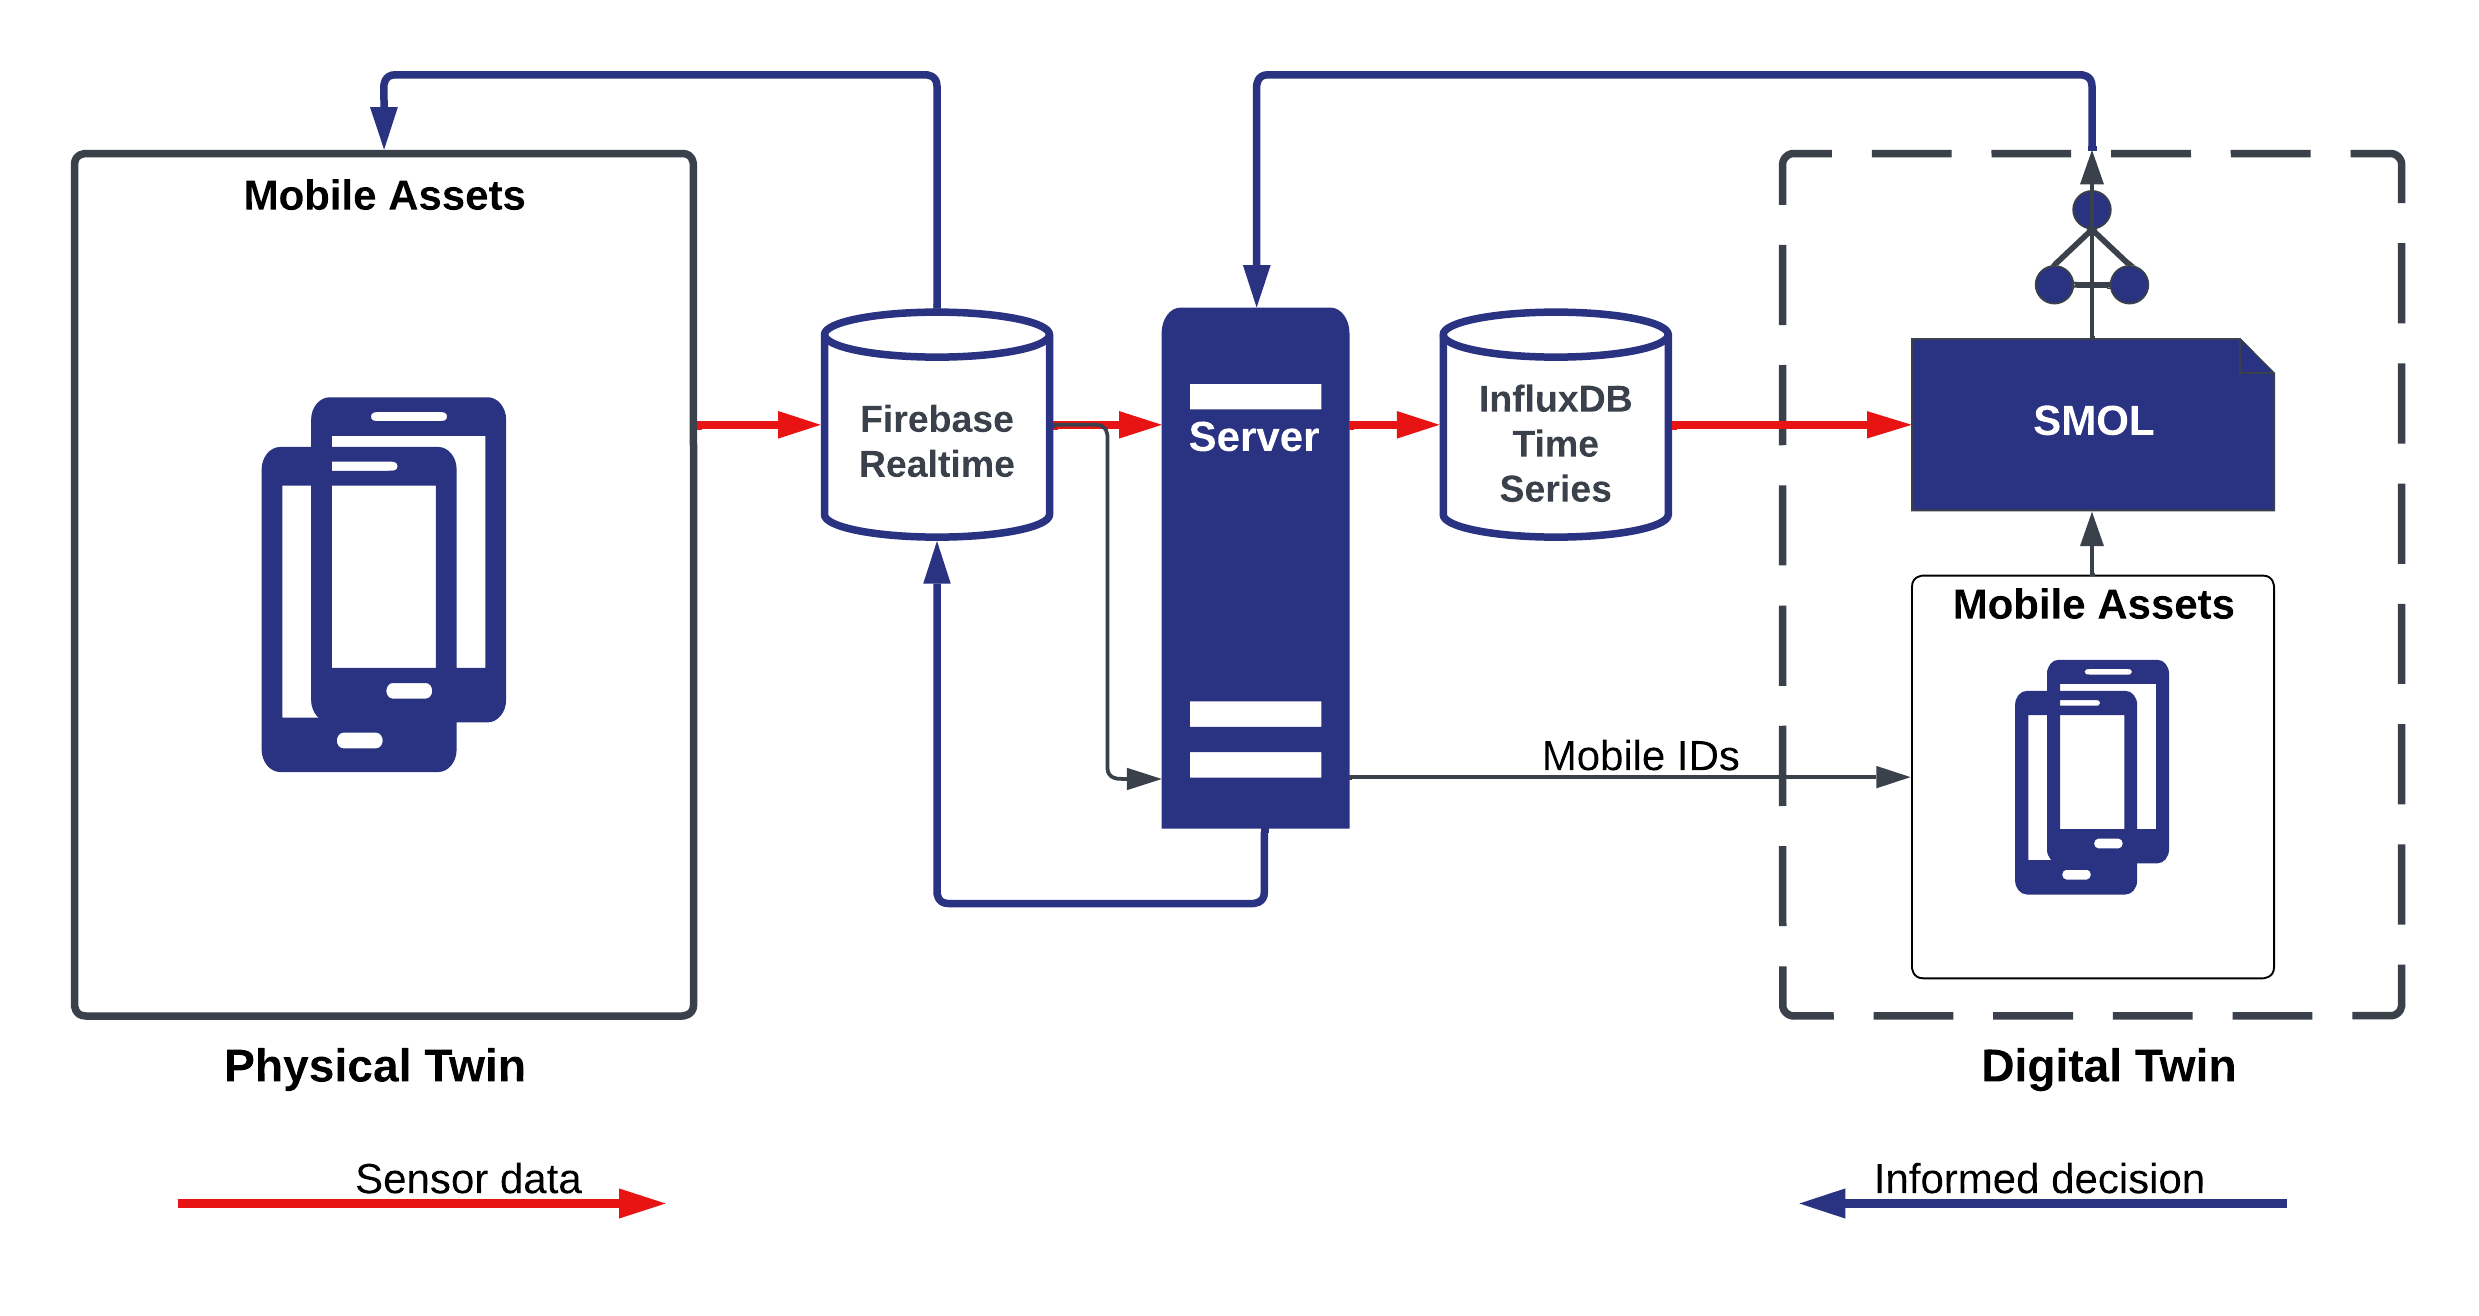 Mobile Assets
Firebase
Realtime
Server
InfluxDB
Time
Series
SMOL
Mobile Assets
Mobile IDs
Physical Twin
Digital Twin
Sensor data
Informed decision